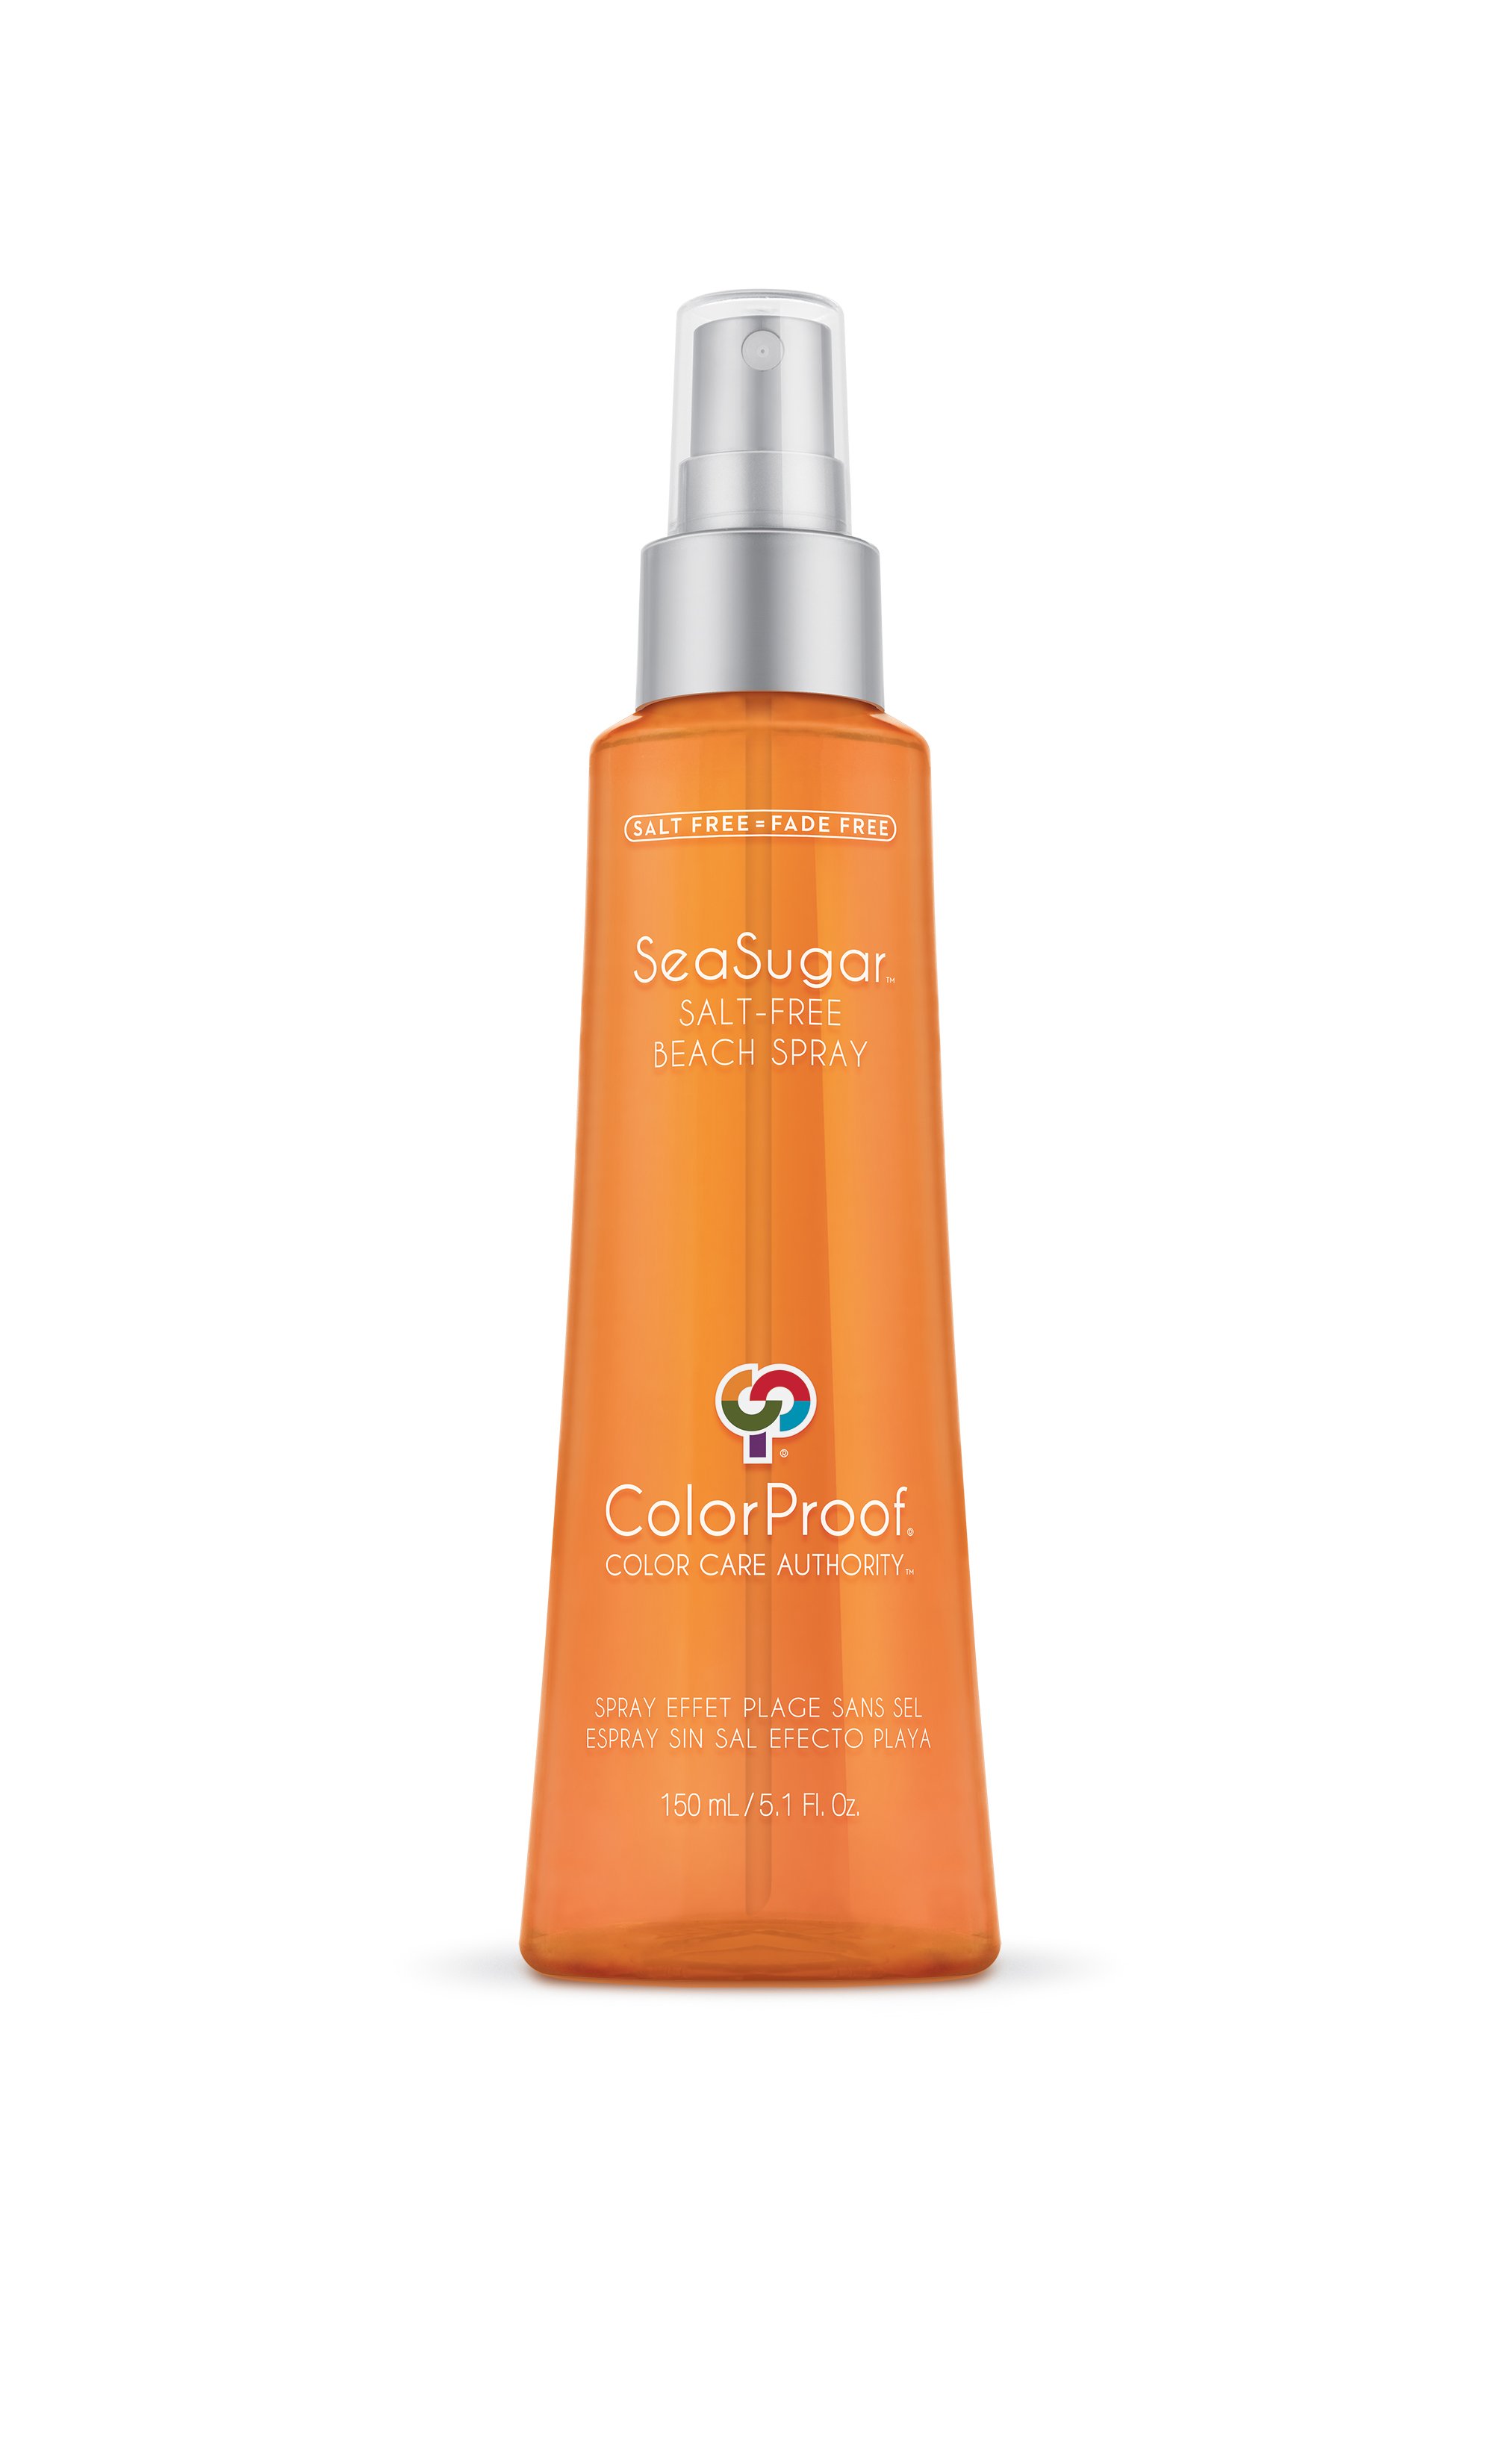 SALT FREE = FADE FREE
SeaSugar™
SALT-FREE
BEACH SPRAY
cp®
ColorProof®
COLOR CARE AUTHORITY™
SPRAY EFFET PLAGE SANS SEL
ESPRAY SIN SAL EFECTO PLAYA
150 mL / 5.1 Fl. Oz.